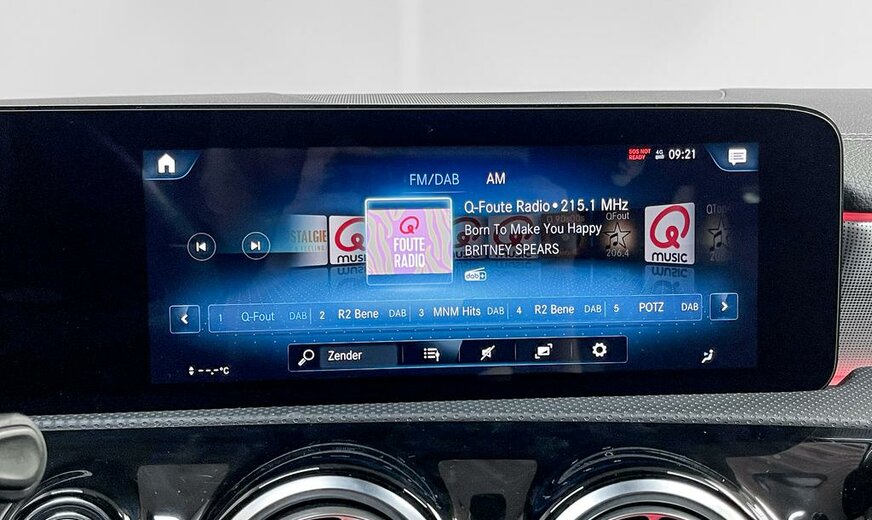 SOS NOT
READY
4G
09:21
FM/DAB AM
Q-Foute Radio • 215.1 MHz
Born To Make You Happy
BRITNEY SPEARS
STALGIE
Q
MUSIC
Q
FOUTE
RADIO
QFout
206.4
Q
MUSIC
dab+
1 Q-Fout DAB 2 R2 Bene DAB 3 MNM Hits DAB 4 R2 Bene DAB 5 POTZ DAB
Zender
--,-°C